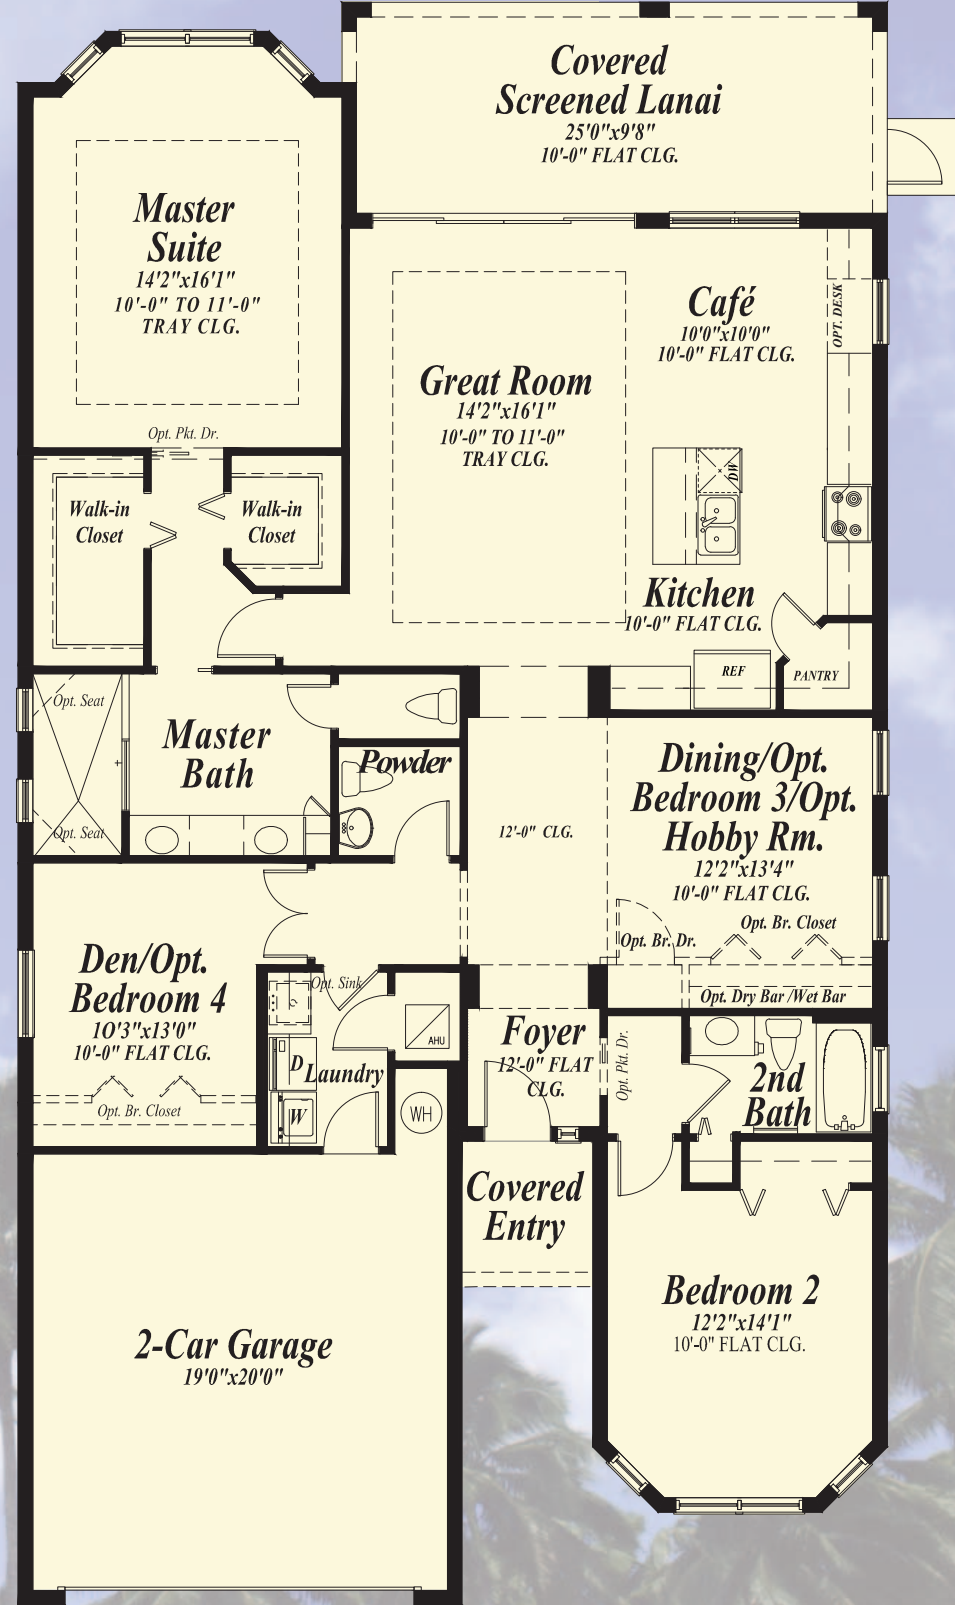 Covered
Screened Lanai
25'0"x9'8"
10'-0" FLAT CLG.
Master
Suite
14'2"x16'1"
10'-0" TO 11'-0"
TRAY CLG.
Café
10'0"x10'0"
10'-0" FLAT CLG.
OPT. DESK
Great Room
14'2"x16'1"
10'-0" TO 11'-0"
TRAY CLG.
Opt. Pkt. Dr.
DW
Walk-in
Closet
Walk-in
Closet
Kitchen
10'-0" FLAT CLG.
REF
PANTRY
Opt. Seat
Master
Bath
Opt. Seat
Powder
12'-0" CLG.
Dining/Opt.
Bedroom 3/Opt.
Hobby Rm.
12'2"x13'4"
10'-0" FLAT CLG.
Opt. Br. Closet
Opt. Br. Dr.
Opt. Dry Bar /Wet Bar
Den/Opt.
Bedroom 4
1O'3"x13'0"
10'-0" FLAT CLG.
Opt. Br. Closet
Opt. Sink
AHU
D
Laundry
W
WH
Foyer
12'-0" FLAT
CLG.
Opt. Pkt. Dr.
2nd
Bath
Covered
Entry
Bedroom 2
12'2"x14'1"
10'-0" FLAT CLG.
2-Car Garage
19'0"x20'0"